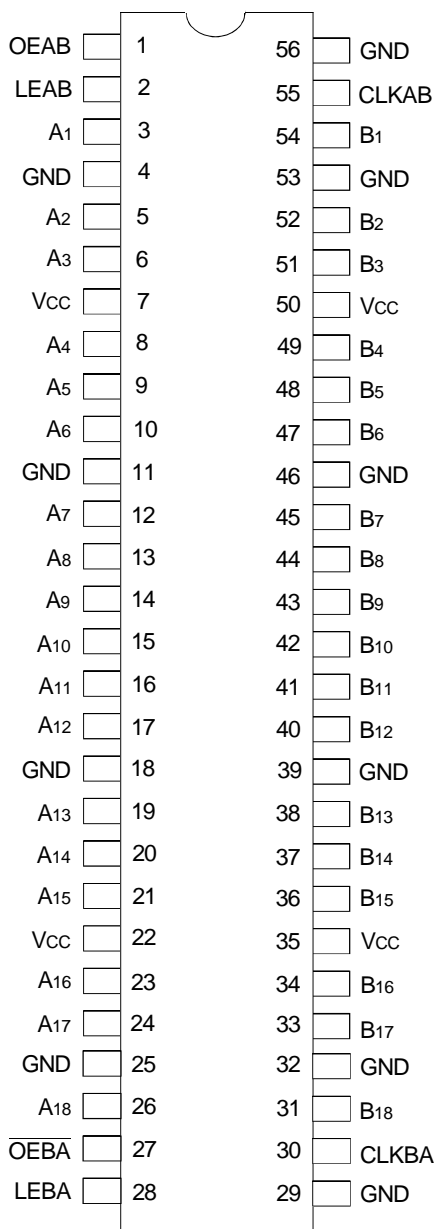 OEAB 1 56 GND
LEAB 2 55 CLKAB
A1 3 54 B1
GND 4 53 GND
A2 5 52 B2
A3 6 51 B3
VCC 7 50 VCC
A4 8 49 B4
A5 9 48 B5
A6 10 47 B6
GND 11 46 GND
A7 12 45 B7
A8 13 44 B8
A9 14 43 B9
A10 15 42 B10
A11 16 41 B11
A12 17 40 B12
GND 18 39 GND
A13 19 38 B13
A14 20 37 B14
A15 21 36 B15
VCC 22 35 VCC
A16 23 34 B16
A17 24 33 B17
GND 25 32 GND
A18 26 31 B18
O̅E̅B̅A̅ 27 30 CLKBA
LEBA 28 29 GND